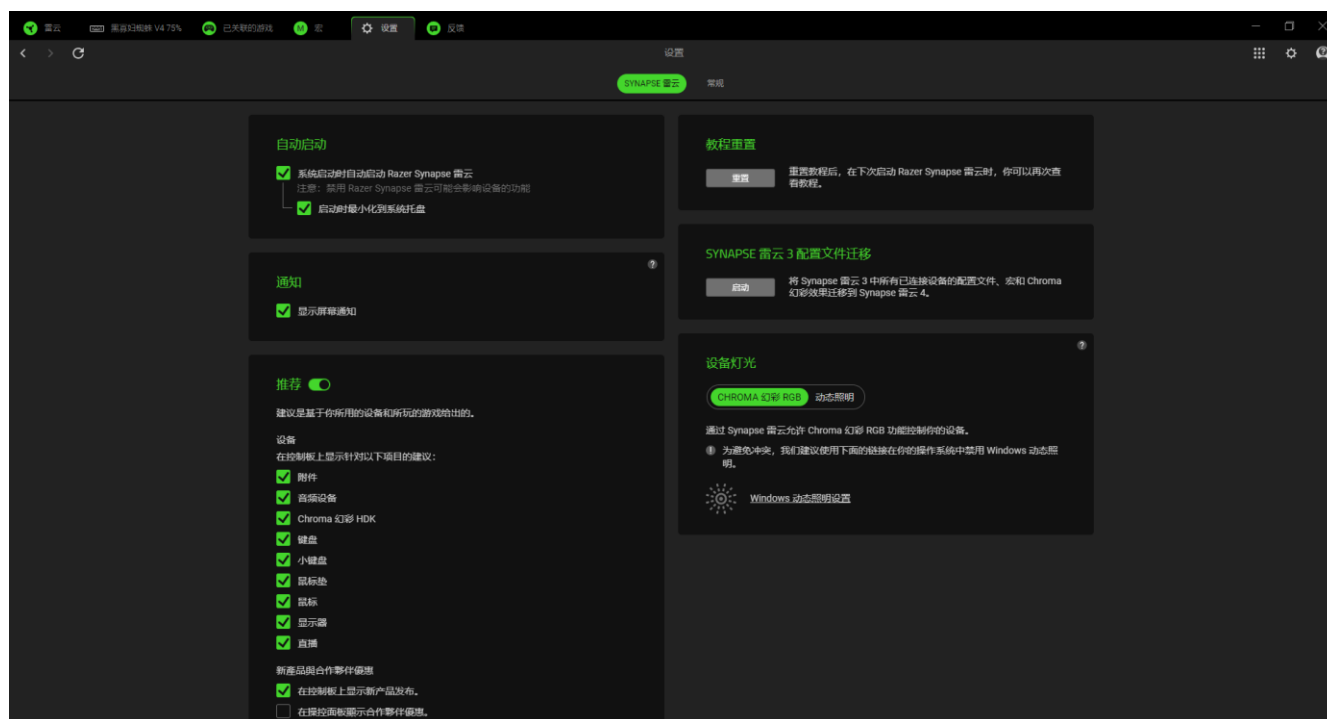 雷云
黑寡妇蜘蛛 V4 75%
已关联的游戏
M
宏
设置
反馈
设置
SYNAPSE 雷云
常规
自动启动
系统启动时自动启动 Razer Synapse 雷云
注意：禁用 Razer Synapse 雷云可能会影响设备的功能
启动时最小化到系统托盘
通知
显示屏幕通知
推荐
建议是基于你所用的设备和所玩的游戏给出的。
设备
在控制板上显示针对以下项目的建议：
附件
音频设备
Chroma 幻彩 HDK
键盘
小键盘
鼠标垫
鼠标
显示器
直播
新產品與合作夥伴優惠
在控制板上显示新产品发布。
在操控面板顯示合作夥伴優惠。
教程重置
重置
重置教程后，在下次启动 Razer Synapse 雷云时，你可以再次查
看教程。
SYNAPSE 雷云 3 配置文件迁移
启动
将 Synapse 雷云 3 中所有已连接设备的配置文件、宏和 Chroma
幻彩效果迁移到 Synapse 雷云 4。
设备灯光
CHROMA 幻彩 RGB
动态照明
通过 Synapse 雷云允许 Chroma 幻彩 RGB 功能控制你的设备。
为避免冲突，我们建议使用下面的链接在你的操作系统中禁用 Windows 动态照
明。
Windows 动态照明设置